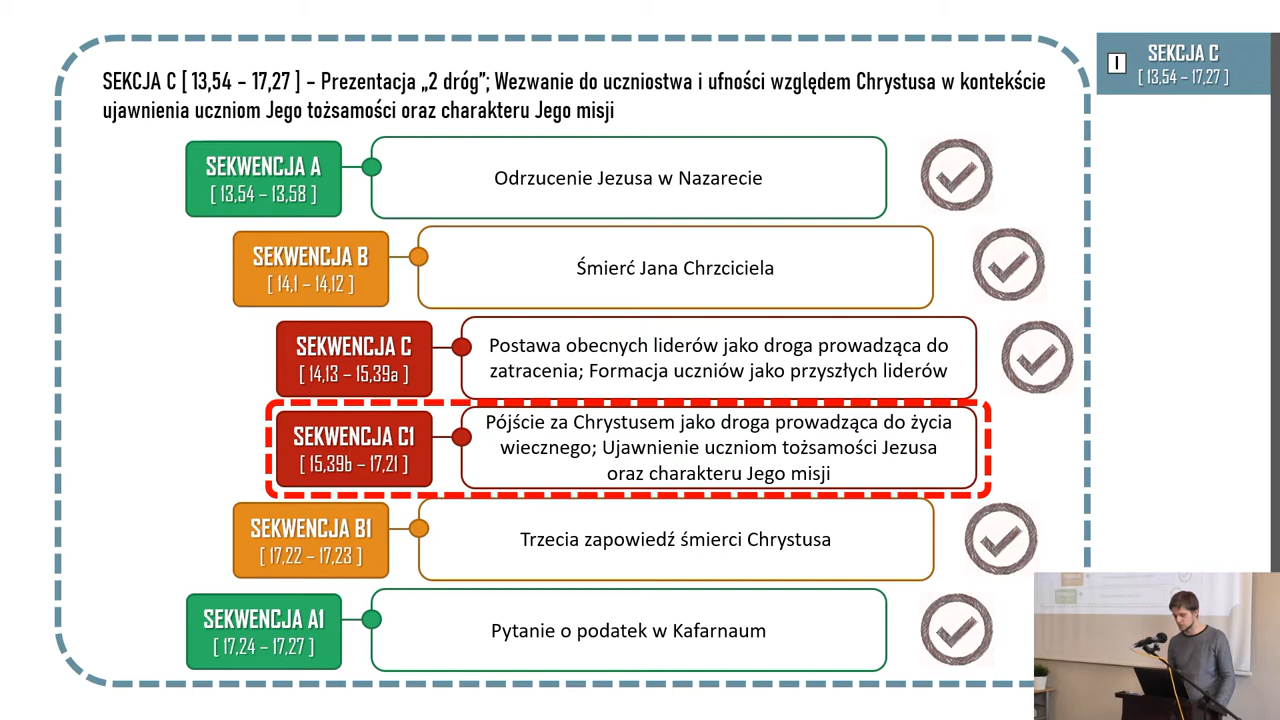 SEKCJA C [ 13,54 – 17,27 ] – Prezentacja „2 dróg”; Wezwanie do uczniostwa i ufności względem Chrystusa w kontekście
ujawnienia uczniom Jego tożsamości oraz charakteru Jego misji
I
SEKCJA C
[ 13,54 – 17,27 ]
SEKWENCJA A
[ 13,54 – 13,58 ]
Odrzucenie Jezusa w Nazarecie
SEKWENCJA B
[ 14,1 – 14,12 ]
Śmierć Jana Chrzciciela
SEKWENCJA C
[ 14,13 – 15,39a ]
Postawa obecnych liderów jako droga prowadząca do
zatracenia; Formacja uczniów jako przyszłych liderów
SEKWENCJA C1
[ 15,39b – 17,21 ]
Pójście za Chrystusem jako droga prowadząca do życia
wiecznego; Ujawnienie uczniom tożsamości Jezusa
oraz charakteru Jego misji
SEKWENCJA B1
[ 17,22 – 17,23 ]
Trzecia zapowiedź śmierci Chrystusa
SEKWENCJA A1
[ 17,24 – 17,27 ]
Pytanie o podatek w Kafarnaum